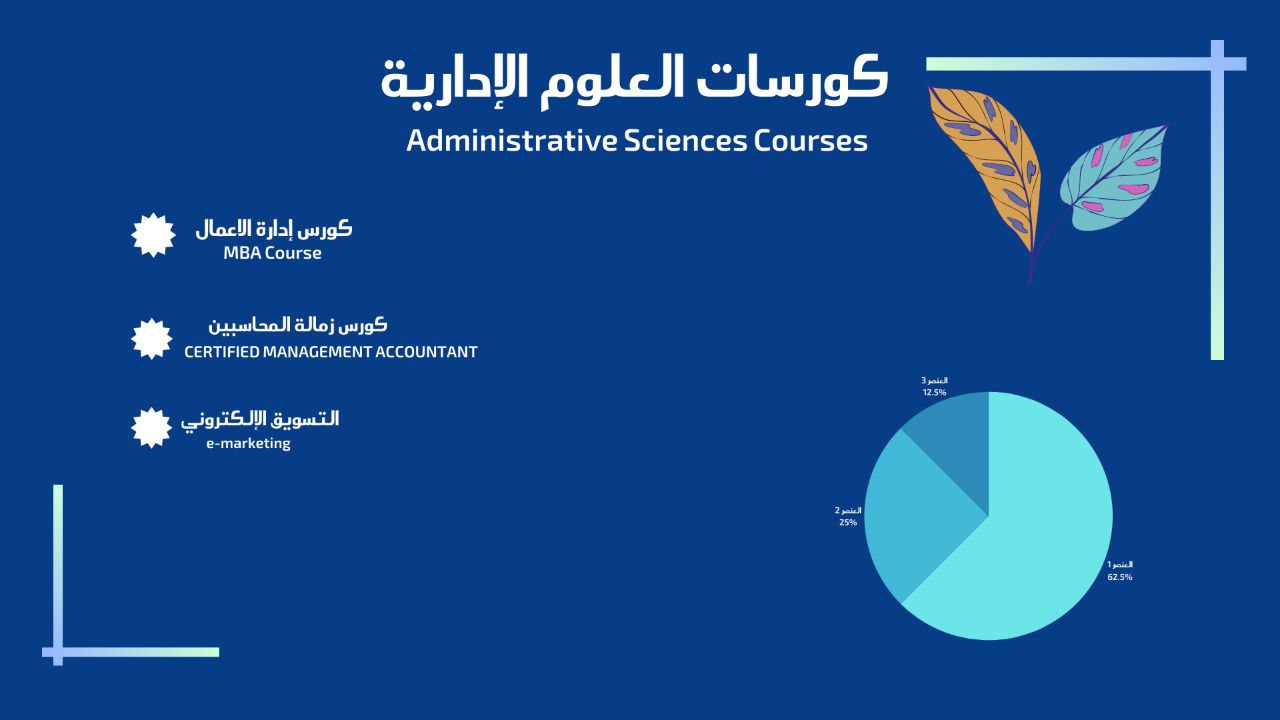 كورسات العلوم الإدارية
Administrative Sciences Courses
كورس إدارة الاعمال
MBA Course
كورس زمالة المحاسبين
CERTIFIED MANAGEMENT ACCOUNTANT
التسويق الإلكتروني
e-marketing
العنصر 3
12.5%
العنصر 2
25%
العنصر 1
62.5%